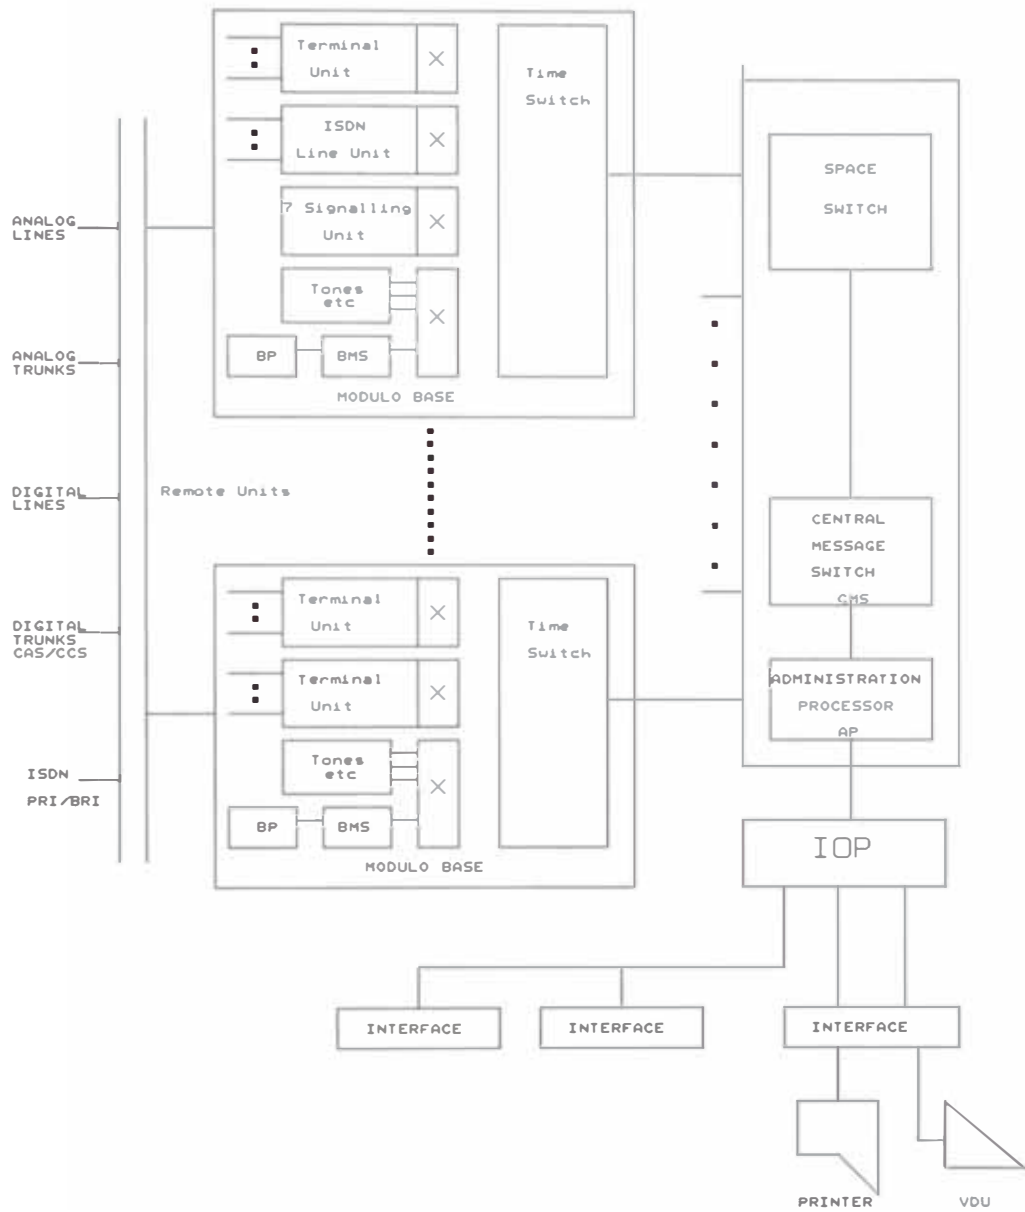 ANALOG
LINES
ANALOG
TRUNKS
DIGITAL
LINES
DIGITAL
TRUNKS
CAS/CCS
ISDN
PRI/BRI
Remote Units
Terminal
Unit
ISDN
Line Unit
7 Signalling
Unit
Tones
etc
BP
BMS
MODULO BASE
Time
Switch
Terminal
Unit
Terminal
Unit
Tones
etc
BP
BMS
MODULO BASE
Time
Switch
SPACE
SWITCH
CENTRAL
MESSAGE
SWITCH
CMS
ADMINISTRATION
PROCESSOR
AP
IOP
INTERFACE
INTERFACE
INTERFACE
PRINTER
VDU